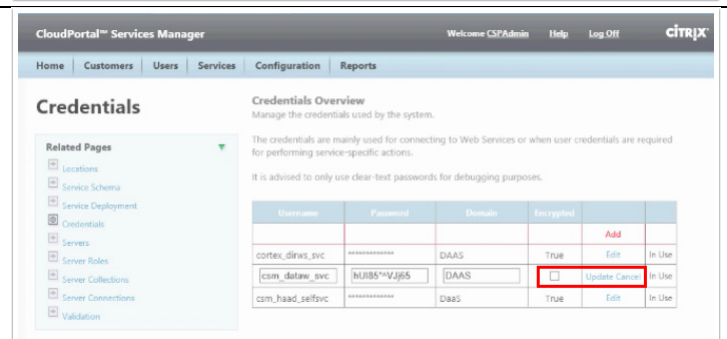 CloudPortal™ Services Manager
Welcome CSPAdmin Help Log Off
CİTRIX
Home Customers Users Services Configuration Reports
Credentials
Related Pages
Locations
Service Schema
Service Deployment
Credentials
Servers
Server Roles
Server Collections
Server Connections
Validation
Credentials Overview
Manage the credentials used by the system.
The credentials are mainly used for connecting to Web Services or when user credentials are required
for performing service-specific actions.
It is advised to only use clear-text passwords for debugging purposes.
Username Password Domain Encrypted
Add
cortex_dirws_svc ************* DAAS True Edit In Use
csm_dataw_svc hUI85*^VJj65 DAAS Update Cancel In Use
csm_haad_selfsvc ************* DaaS True Edit In Use